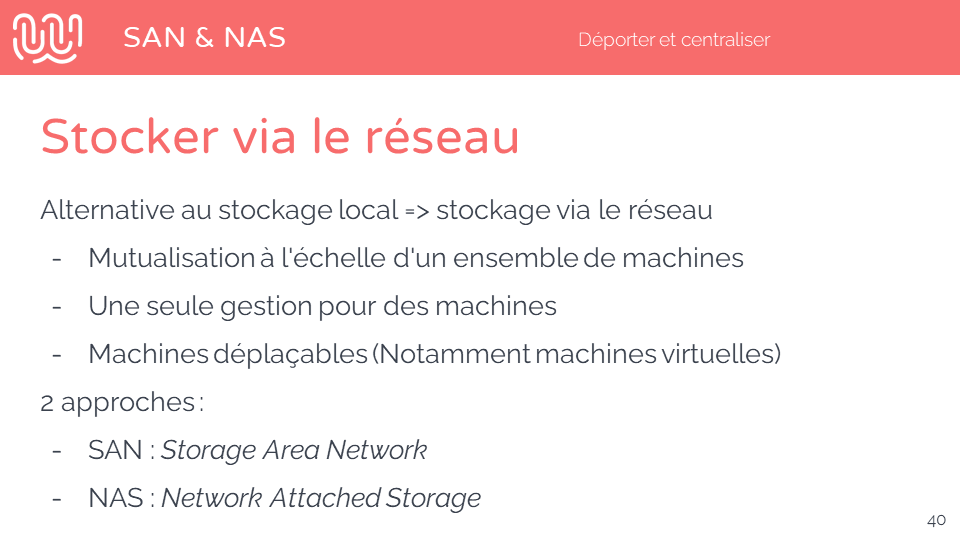 SAN & NAS
Déporter et centraliser
Stocker via le réseau
Alternative au stockage local => stockage via le réseau
- Mutualisation à l'échelle d'un ensemble de machines
- Une seule gestion pour des machines
- Machines déplaçables (Notamment machines virtuelles)
2 approches :
- SAN : Storage Area Network
- NAS : Network Attached Storage
40